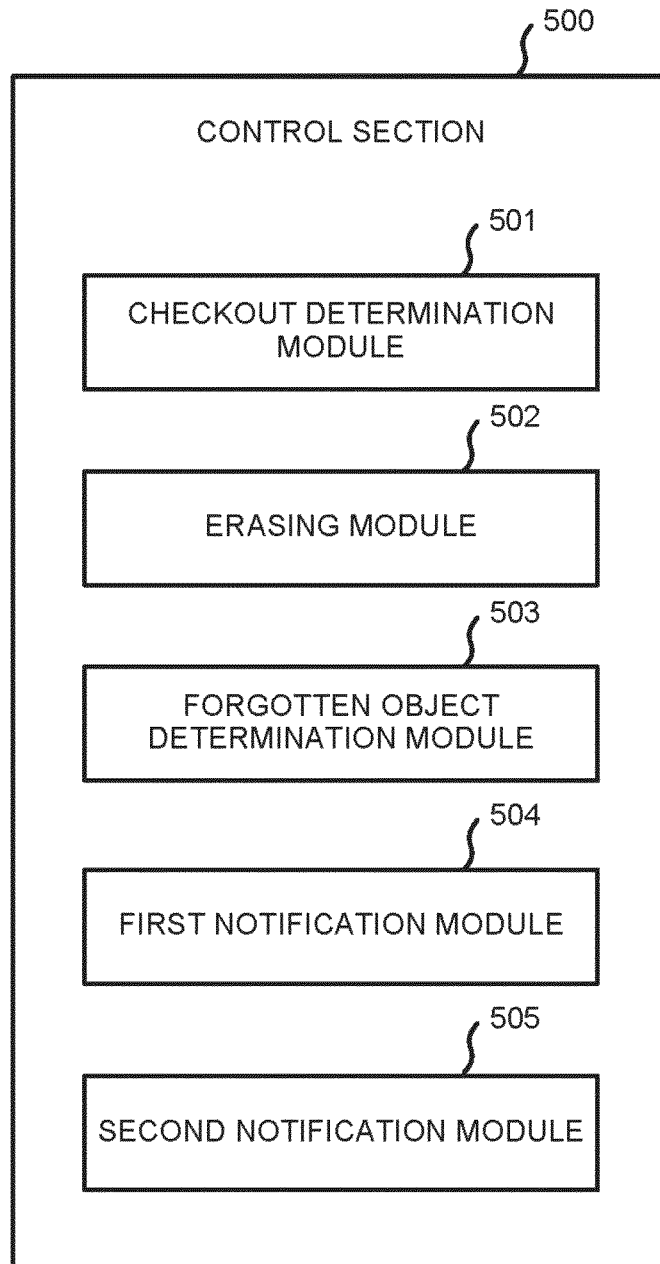 500
CONTROL SECTION
501
CHECKOUT DETERMINATION
MODULE
502
ERASING MODULE
503
FORGOTTEN OBJECT
DETERMINATION MODULE
504
FIRST NOTIFICATION MODULE
505
SECOND NOTIFICATION MODULE